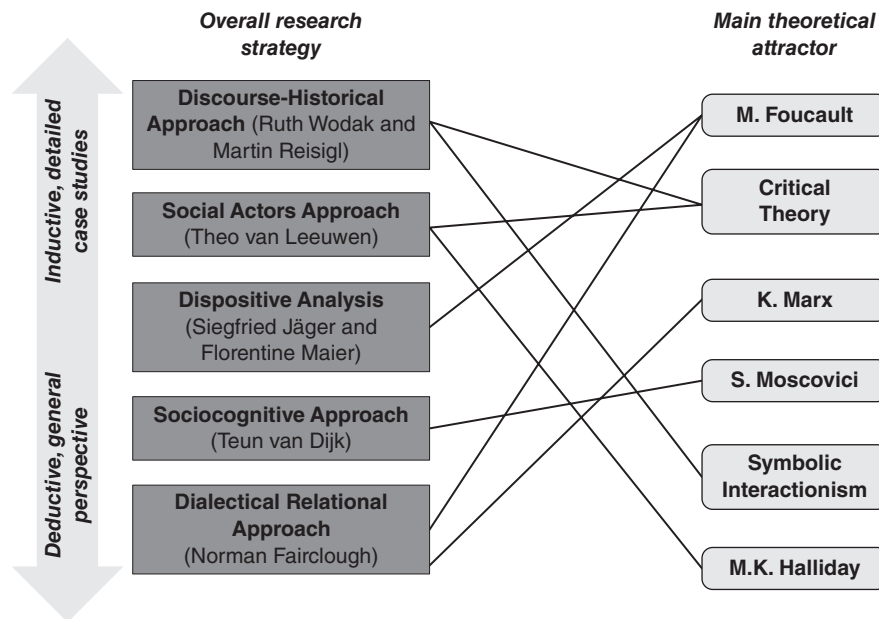 Overall research
strategy
Main theoretical
attractor
Inductive, detailed
case studies
Deductive, general
perspective
Discourse-Historical
Approach (Ruth Wodak and
Martin Reisigl)
Social Actors Approach
(Theo van Leeuwen)
Dispositive Analysis
(Siegfried Jäger and
Florentine Maier)
Sociocognitive Approach
(Teun van Dijk)
Dialectical Relational
Approach
(Norman Fairclough)
M. Foucault
Critical
Theory
K. Marx
S. Moscovici
Symbolic
Interactionism
M.K. Halliday